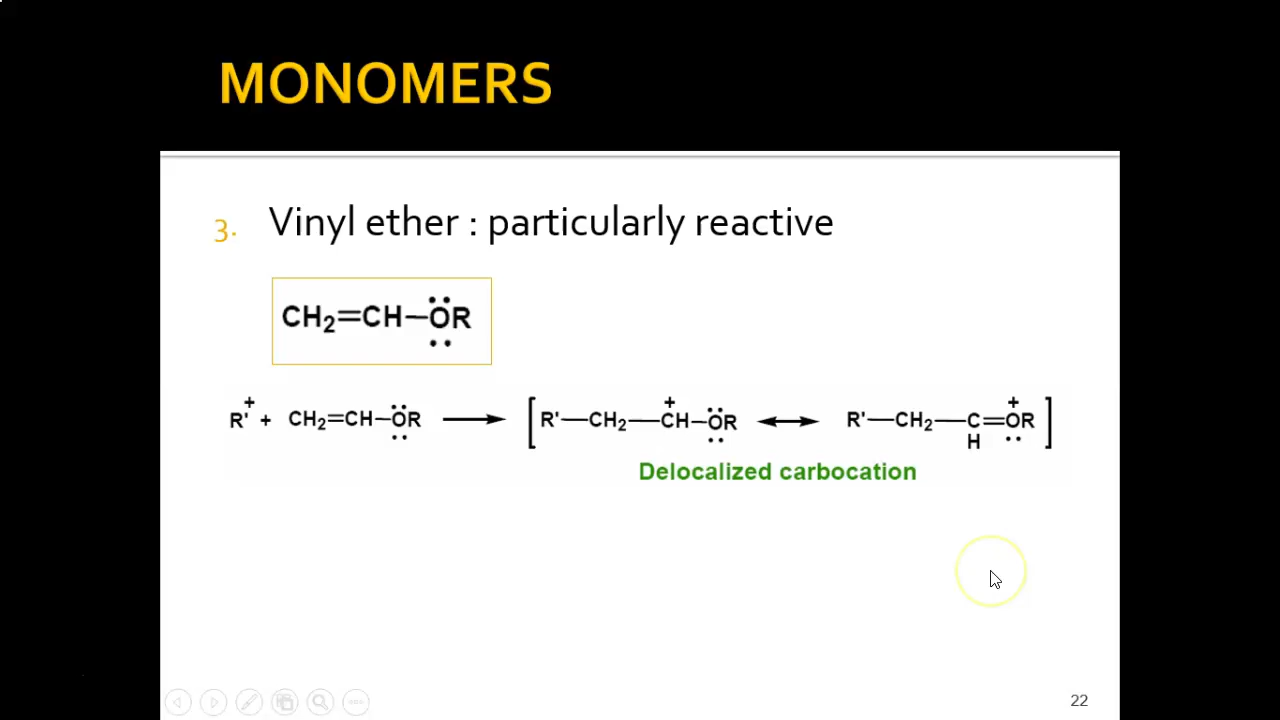 MONOMERS
3. Vinyl ether : particularly reactive
CH₂=CH—ÖR
R'⁺ + CH₂=CH—ÖR ⟶ [R'—CH₂—⁺CH—ÖR ⟷ R'—CH₂—C=⁺OR]
H
Delocalized carbocation
22